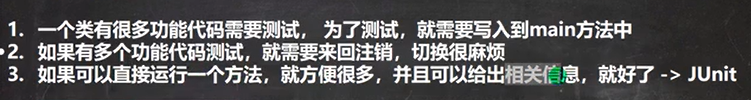 1. 一个类有很多功能代码需要测试, 为了测试, 就需要写入到main方法中
2. 如果有多个功能代码测试, 就需要来回注销, 切换很麻烦
3. 如果可以直接运行一个方法, 就方便很多, 并且可以给出相关信息, 就好了 -> JUnit